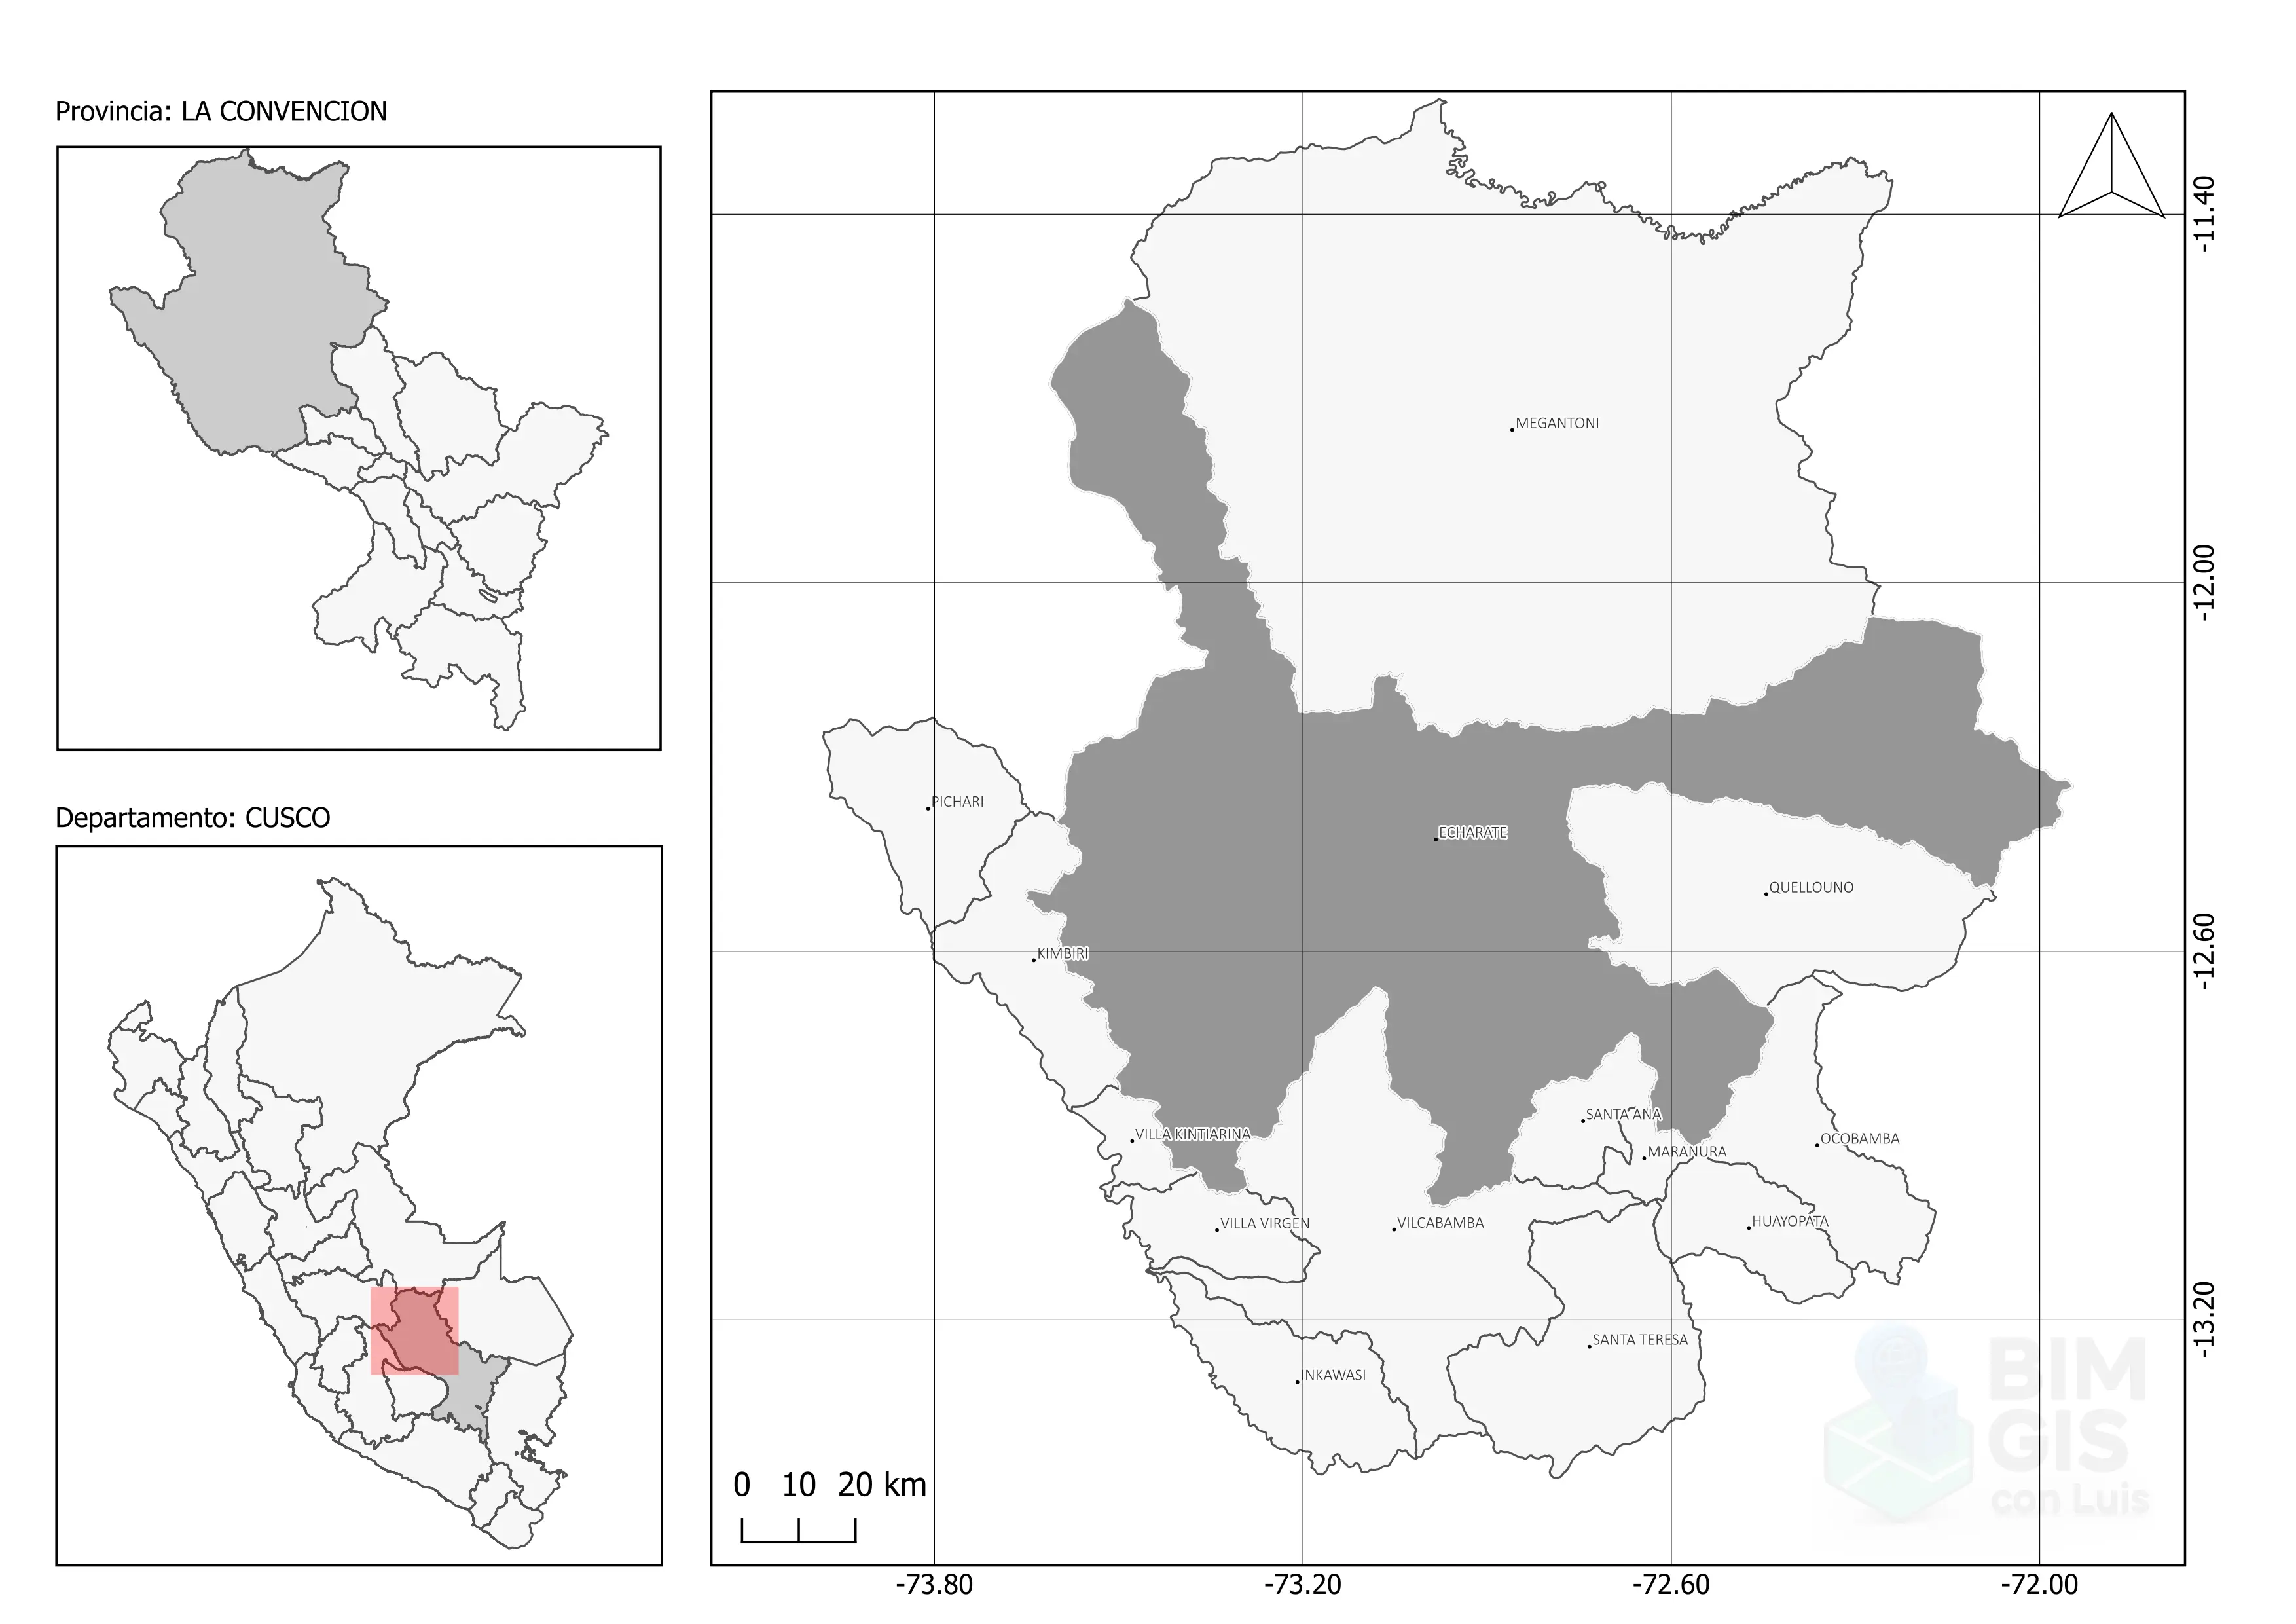 Provincia: LA CONVENCION
Departamento: CUSCO
MEGANTONI
PICHARI
ECHARATE
QUELLOUNO
KIMBIRI
SANTA ANA
VILLA KINTIARINA
OCOBAMBA
MARANURA
VILLA VIRGEN
VILCABAMBA
HUAYOPATA
SANTA TERESA
INKAWASI
BIM
GIS
con Luis
0 10 20 km
-11.40
-12.00
-12.60
-13.20
-73.80 -73.20 -72.60 -72.00